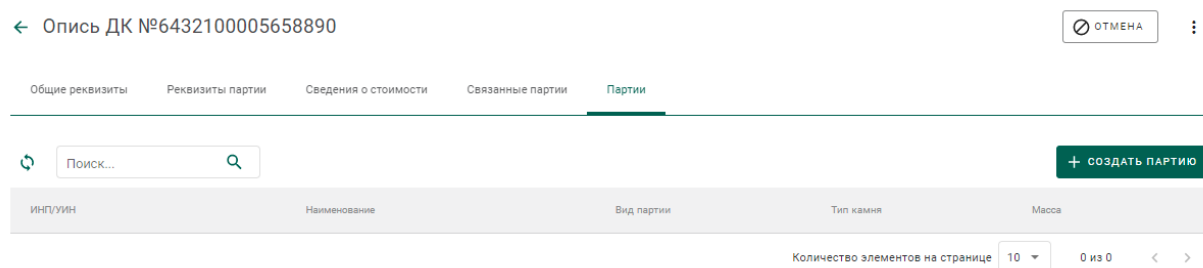 Опись ДК №6432100005658890
ОТМЕНА
Общие реквизиты Реквизиты партии Сведения о стоимости Связанные партии Партии
Поиск...
СОЗДАТЬ ПАРТИЮ
ИНП/УИН Наименование Вид партии Тип камня Масса
Количество элементов на странице 10 0 из 0